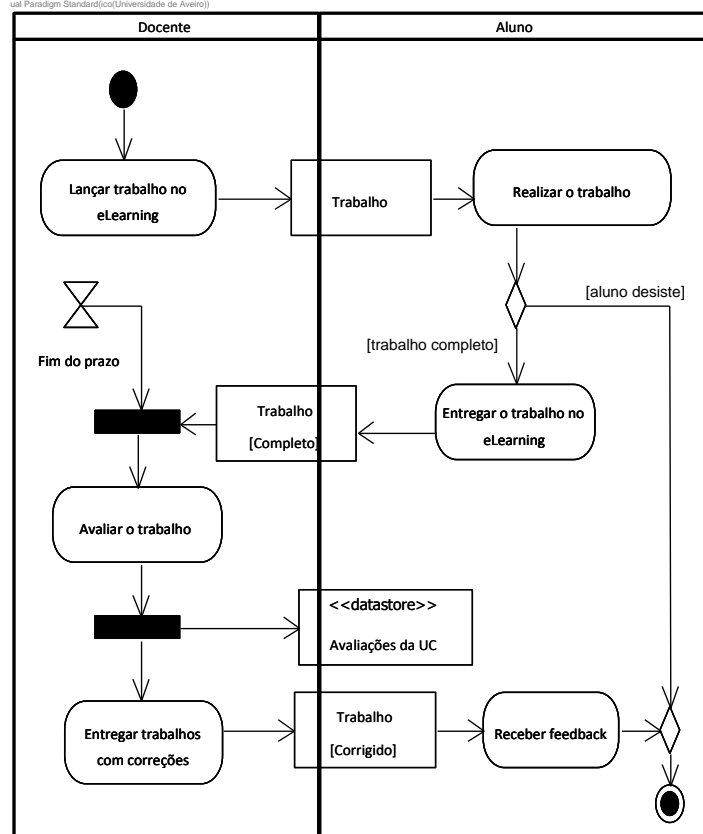 ual Paradigm Standard(ico(Universidade de Aveiro))
Docente
Aluno
Lançar trabalho no
eLearning
Trabalho
Realizar o trabalho
[aluno desiste]
[trabalho completo]
Fim do prazo
Trabalho
[Completo]
Entregar o trabalho no
eLearning
Avaliar o trabalho
<<datastore>>
Avaliações da UC
Entregar trabalhos
com correções
Trabalho
[Corrigido]
Receber feedback